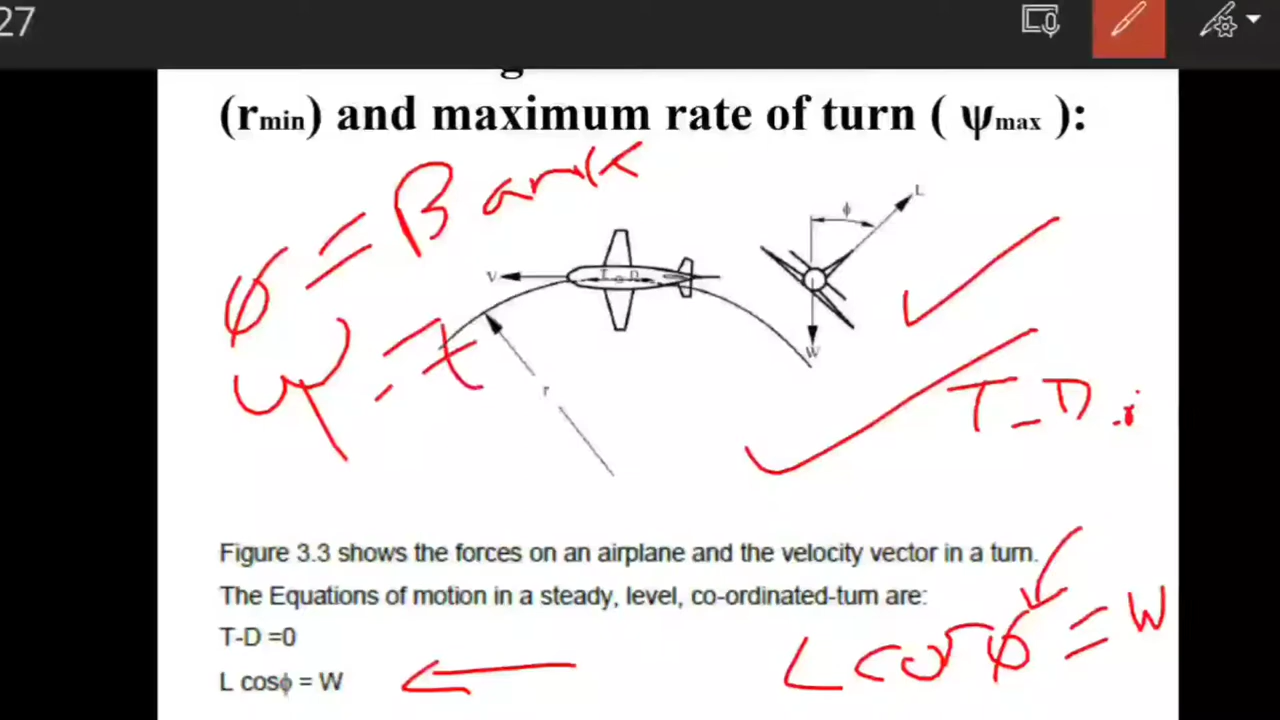 27
(rmin) and maximum rate of turn ( ψmax ):
ϕ = Bank
L
ϕ
V
W
ψ = t
r
T - D
Figure 3.3 shows the forces on an airplane and the velocity vector in a turn.
The Equations of motion in a steady, level, co-ordinated-turn are:
T-D =0
L cosϕ = W
L cos ϕ = W